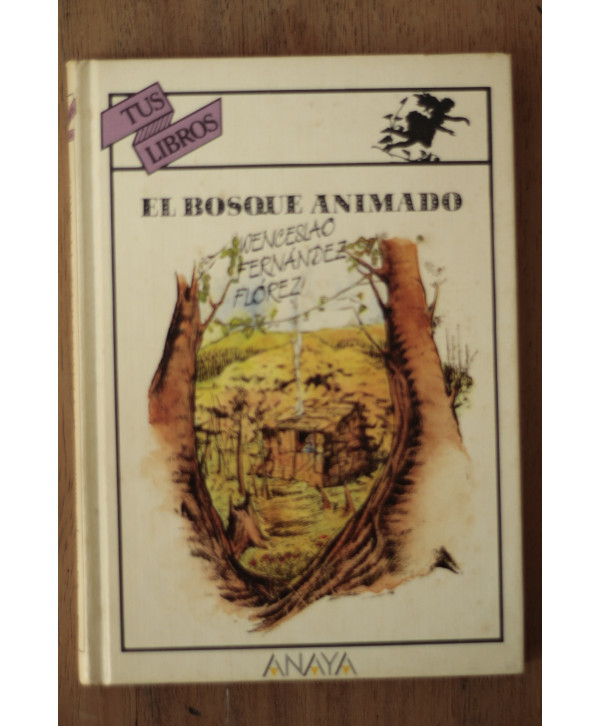 TUS
LIBROS
EL BOSQUE ANIMADO
WENCESLAO
FERNÁNDEZ
FLÓREZ
ANAYA